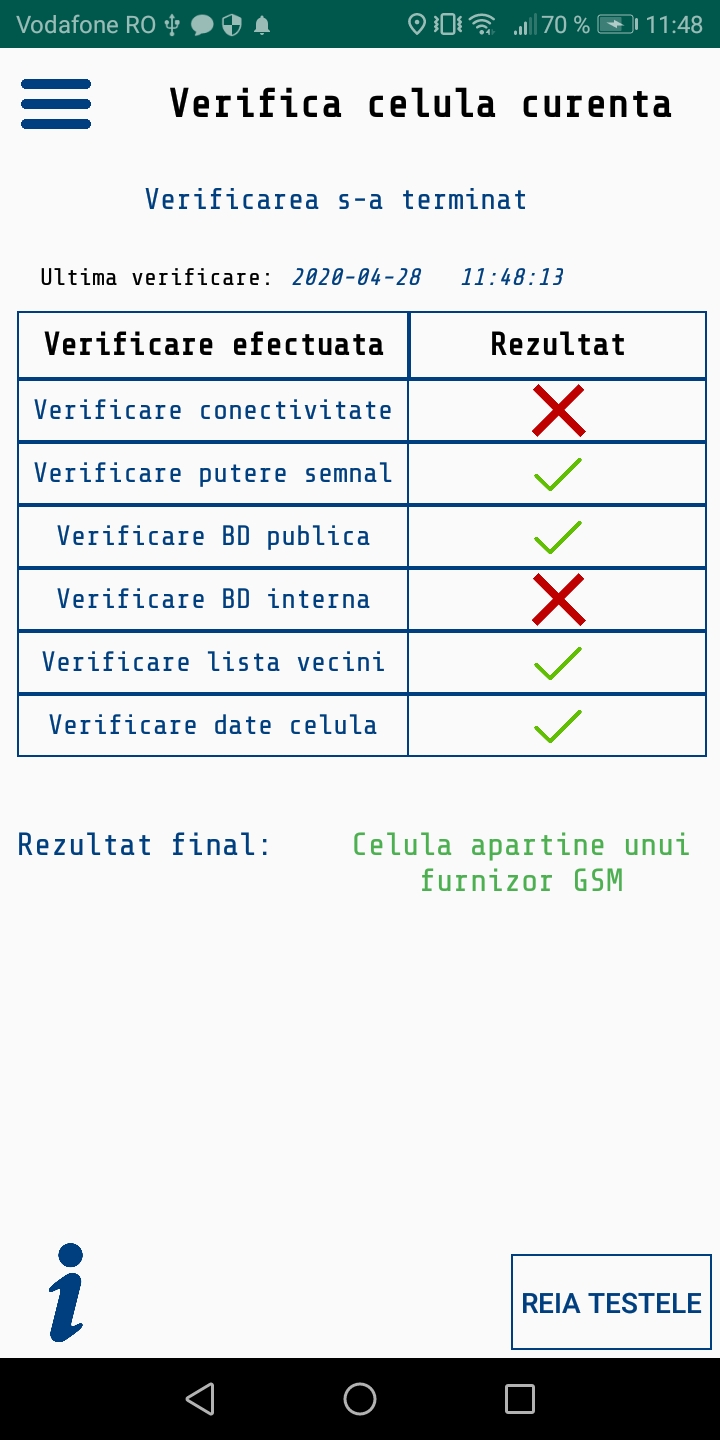 Vodafone RO 70 % 11:48
Verifica celula curenta
Verificarea s-a terminat
Ultima verificare: 2020-04-28 11:48:13
Verificare efectuata Rezultat
Verificare conectivitate
Verificare putere semnal
Verificare BD publica
Verificare BD interna
Verificare lista vecini
Verificare date celula
Rezultat final: Celula apartine unui
furnizor GSM
REIA TESTELE